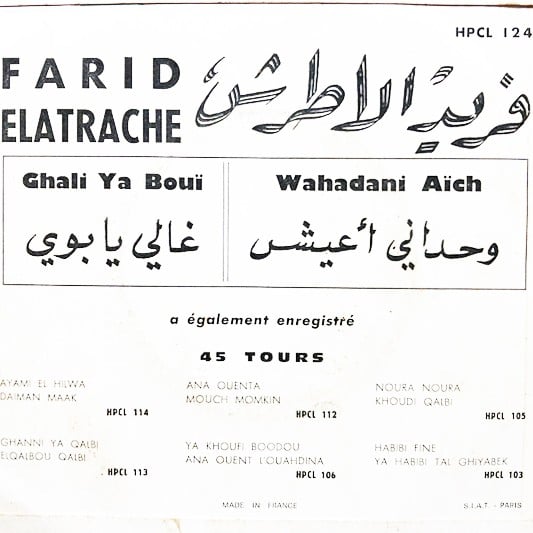 HPCL 124
FARID
ELATRACHE
فريد الاطرش
Ghali Ya Bouï
غالي يا بوي
Wahadani Aïch
وحداني أعيش
a également enregistré
45 TOURS
AYAMI EL HILWA
DAIMAN MAAK
HPCL 114
ANA OUENTA
MOUCH MOMKIN
HPCL 112
NOURA NOURA
KHOUDI QALBI
HPCL 105
GHANNI YA QALBI
ELQALBOU QALBI
HPCL 113
YA KHOUFI BOODOU
ANA OUENT L'OUAHDINA
HPCL 106
HABIBI FINE
YA HABIBI TAL GHIYABEK
HPCL 103
MADE IN FRANCE
S.I.A.T. - PARIS